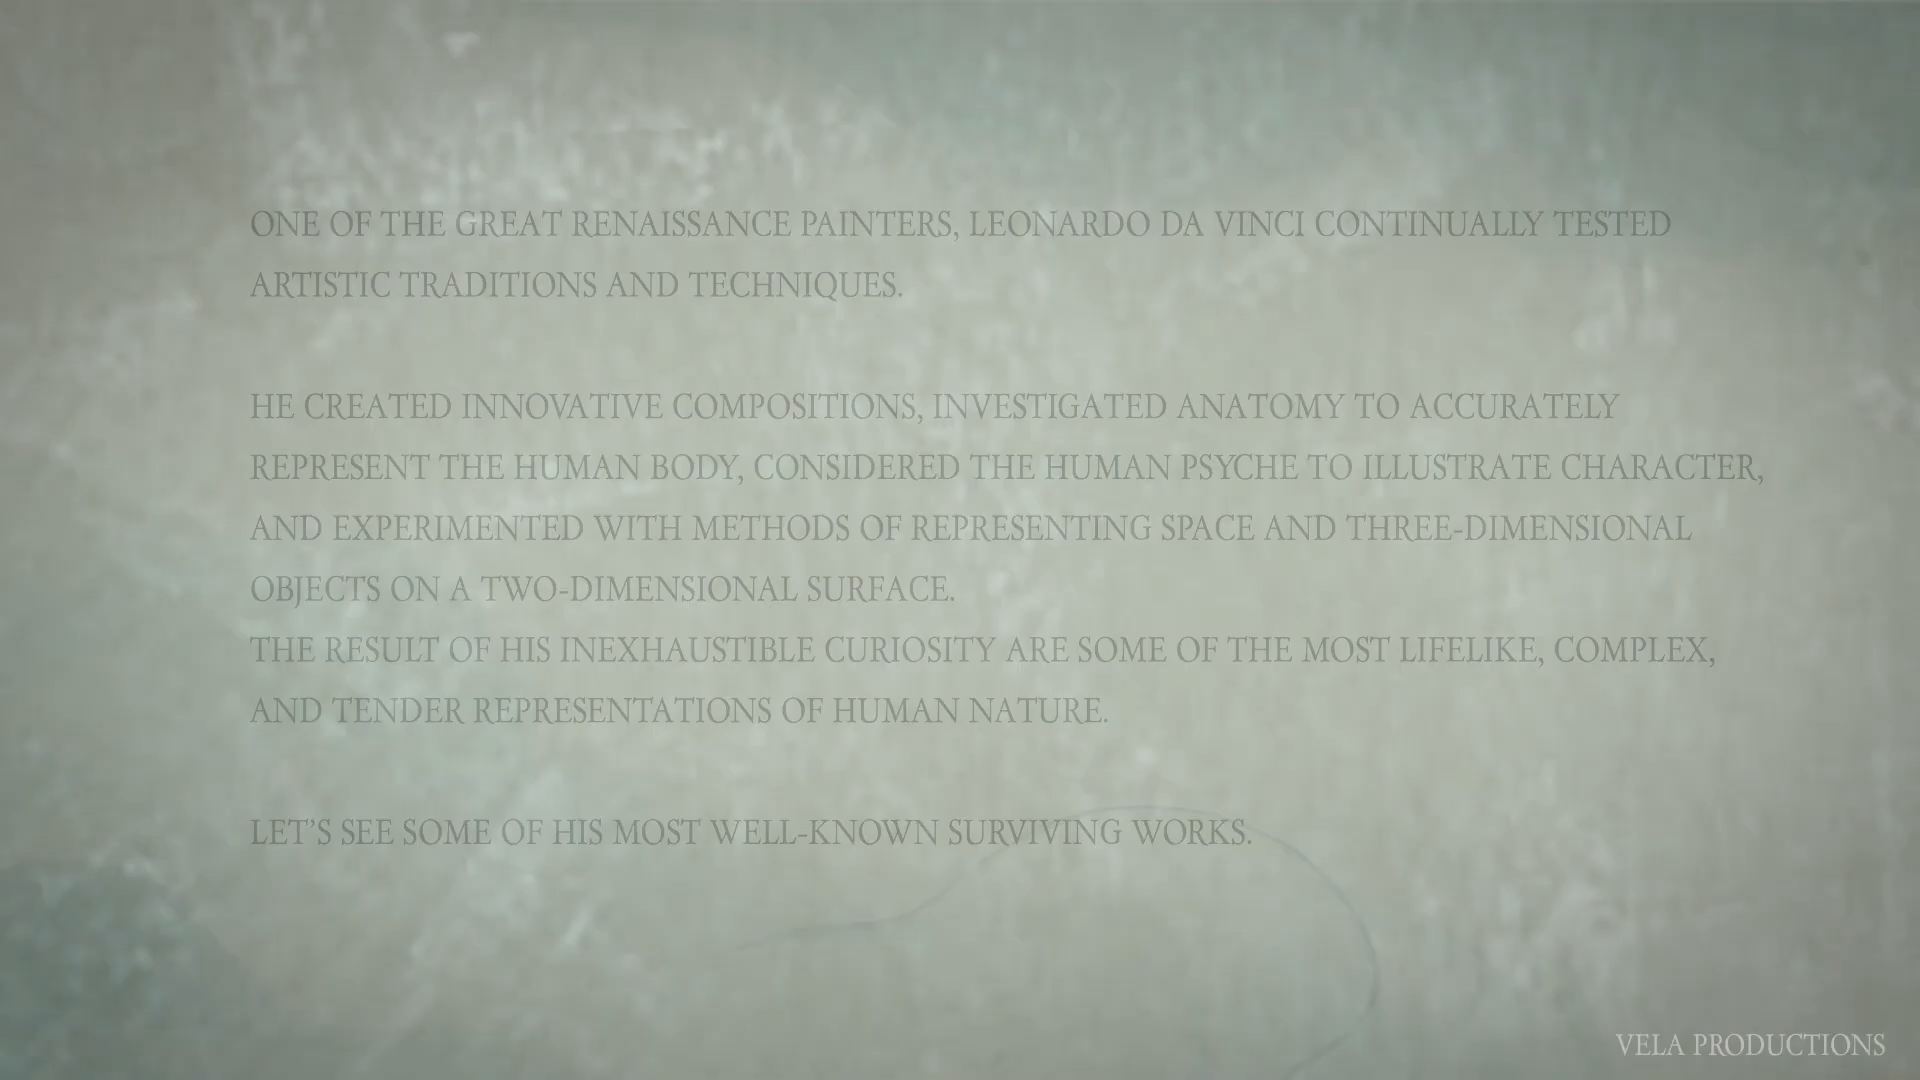 ONE OF THE GREAT RENAISSANCE PAINTERS, LEONARDO DA VINCI CONTINUALLY TESTED
ARTISTIC TRADITIONS AND TECHNIQUES.
HE CREATED INNOVATIVE COMPOSITIONS, INVESTIGATED ANATOMY TO ACCURATELY
REPRESENT THE HUMAN BODY, CONSIDERED THE HUMAN PSYCHE TO ILLUSTRATE CHARACTER,
AND EXPERIMENTED WITH METHODS OF REPRESENTING SPACE AND THREE-DIMENSIONAL
OBJECTS ON A TWO-DIMENSIONAL SURFACE.
THE RESULT OF HIS INEXHAUSTIBLE CURIOSITY ARE SOME OF THE MOST LIFELIKE, COMPLEX,
AND TENDER REPRESENTATIONS OF HUMAN NATURE.
LET’S SEE SOME OF HIS MOST WELL-KNOWN SURVIVING WORKS.
VELA PRODUCTIONS